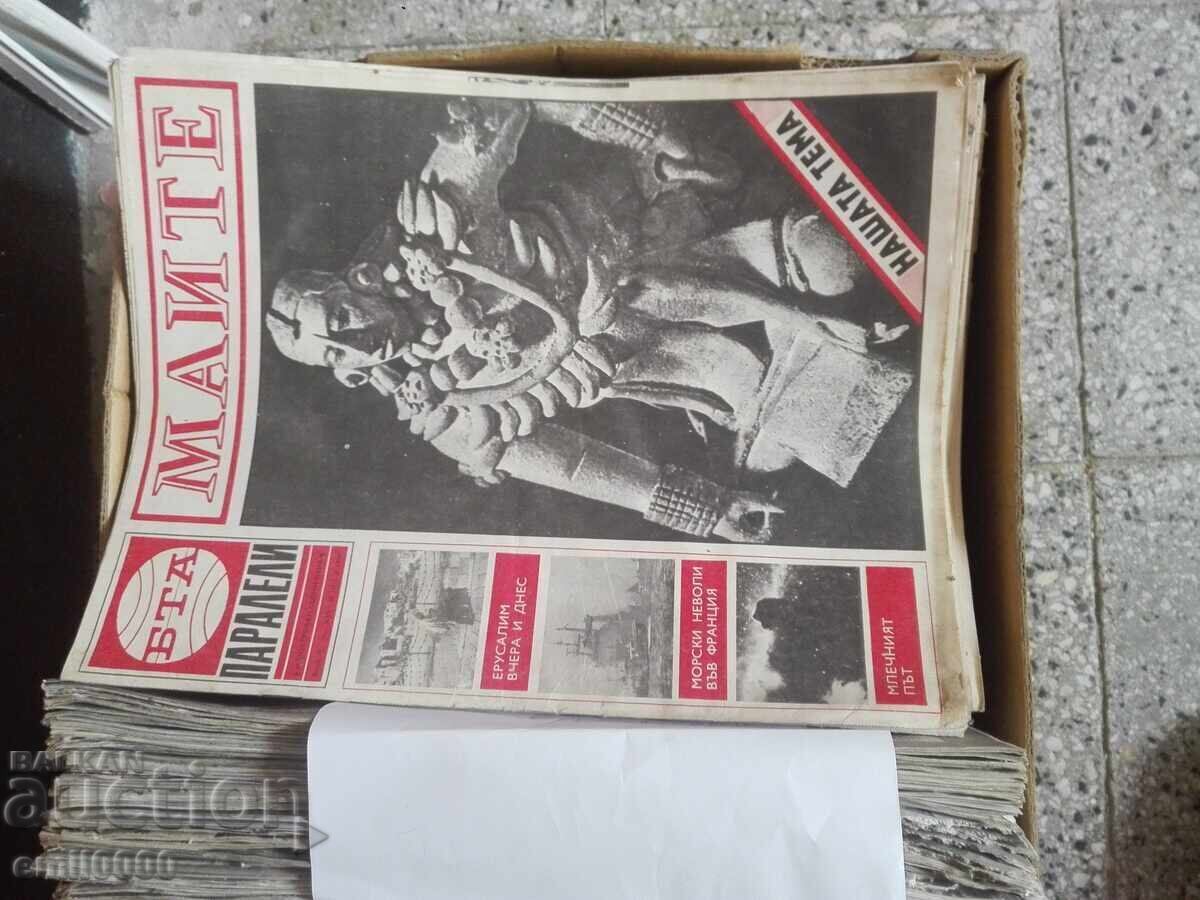 БТА
ПАРАЛЕЛИ
МАИТЕ
НАШАТА ТЕМА
ЕРУСАЛИМ
ВЧЕРА И ДНЕС
МОРСКИ НЕВОЛИ
ВЪВ ФРАНЦИЯ
МЛЕЧНИЯТ
ПЪТ
BALKAN
auction
emil0000